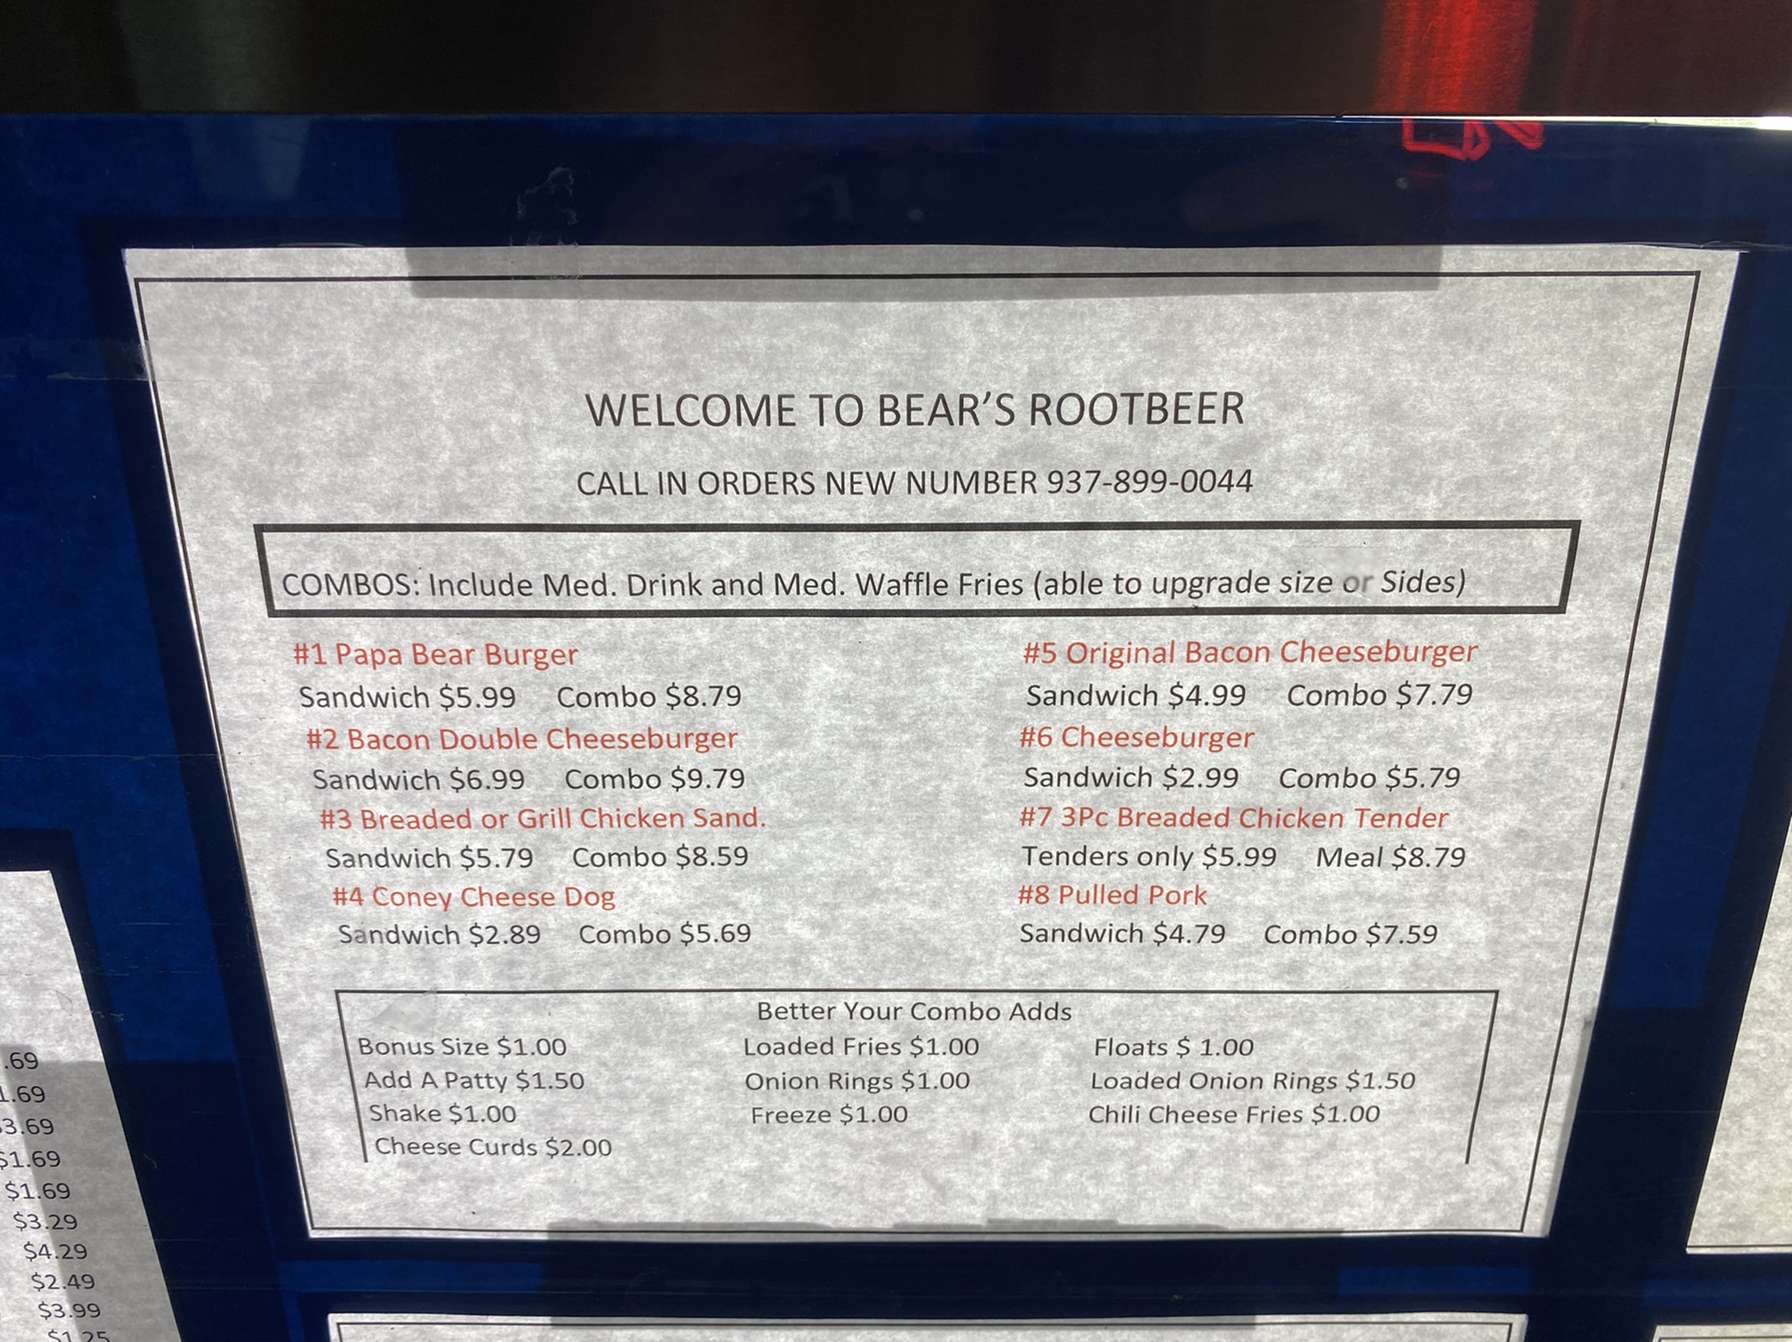 WELCOME TO BEAR'S ROOTBEER
CALL IN ORDERS NEW NUMBER 937-899-0044
COMBOS: Include Med. Drink and Med. Waffle Fries (able to upgrade size or Sides)
#1 Papa Bear Burger
Sandwich $5.99 Combo $8.79
#2 Bacon Double Cheeseburger
Sandwich $6.99 Combo $9.79
#3 Breaded or Grill Chicken Sand.
Sandwich $5.79 Combo $8.59
#4 Coney Cheese Dog
Sandwich $2.89 Combo $5.69
#5 Original Bacon Cheeseburger
Sandwich $4.99 Combo $7.79
#6 Cheeseburger
Sandwich $2.99 Combo $5.79
#7 3Pc Breaded Chicken Tender
Tenders only $5.99 Meal $8.79
#8 Pulled Pork
Sandwich $4.79 Combo $7.59
Better Your Combo Adds
Bonus Size $1.00 Loaded Fries $1.00 Floats $ 1.00
Add A Patty $1.50 Onion Rings $1.00 Loaded Onion Rings $1.50
Shake $1.00 Freeze $1.00 Chili Cheese Fries $1.00
Cheese Curds $2.00
.69
1.69
3.69
$1.69
$1.69
$3.29
$4.29
$2.49
$3.99
$1.25